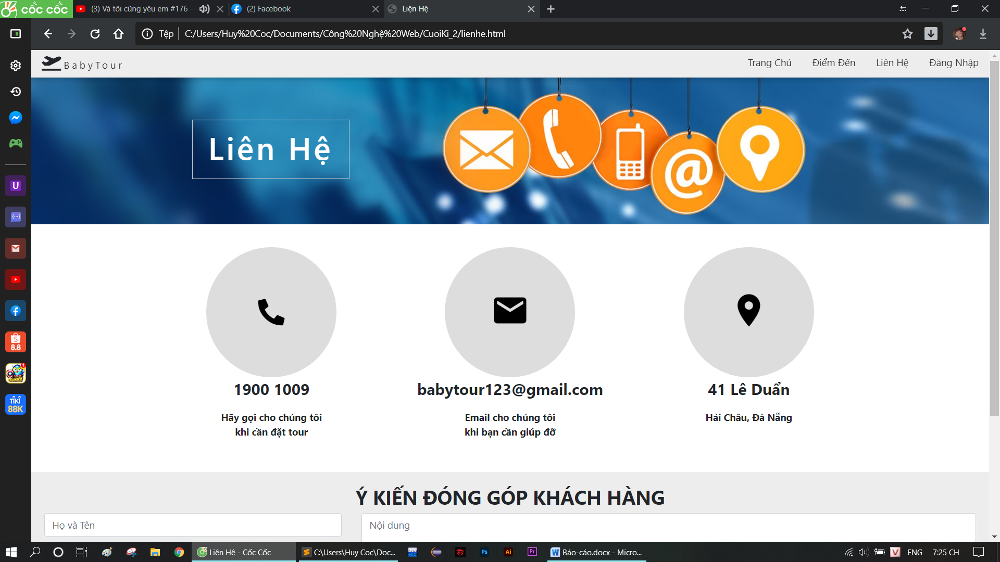 cốc cốc
(3) Và tôi cũng yêu em #176 -
(2) Facebook
Liện Hệ
Tệp
C:/Users/Huy%20Coc/Documents/Công%20Nghệ%20Web/CuoiKi_2/lienhe.html
BabyTour
Trang Chủ
Điểm Đến
Liên Hệ
Đăng Nhập
Liên Hệ
@
U
{...}
S
8.8
1
GUNNY
TIKI
88K
1900 1009
babytour123@gmail.com
41 Lê Duẩn
Hãy gọi cho chúng tôi
khi cần đặt tour
Email cho chúng tôi
khi bạn cần giúp đỡ
Hải Châu, Đà Nẵng
Ý KIẾN ĐÓNG GÓP KHÁCH HÀNG
Họ và Tên
Nội dung
Liện Hệ - Cốc Cốc
C:\Users\Huy Coc\Doc...
DEV
Ps
Ai
Pr
Báo-cáo.docx - Micro...
V
ENG
7:25 CH